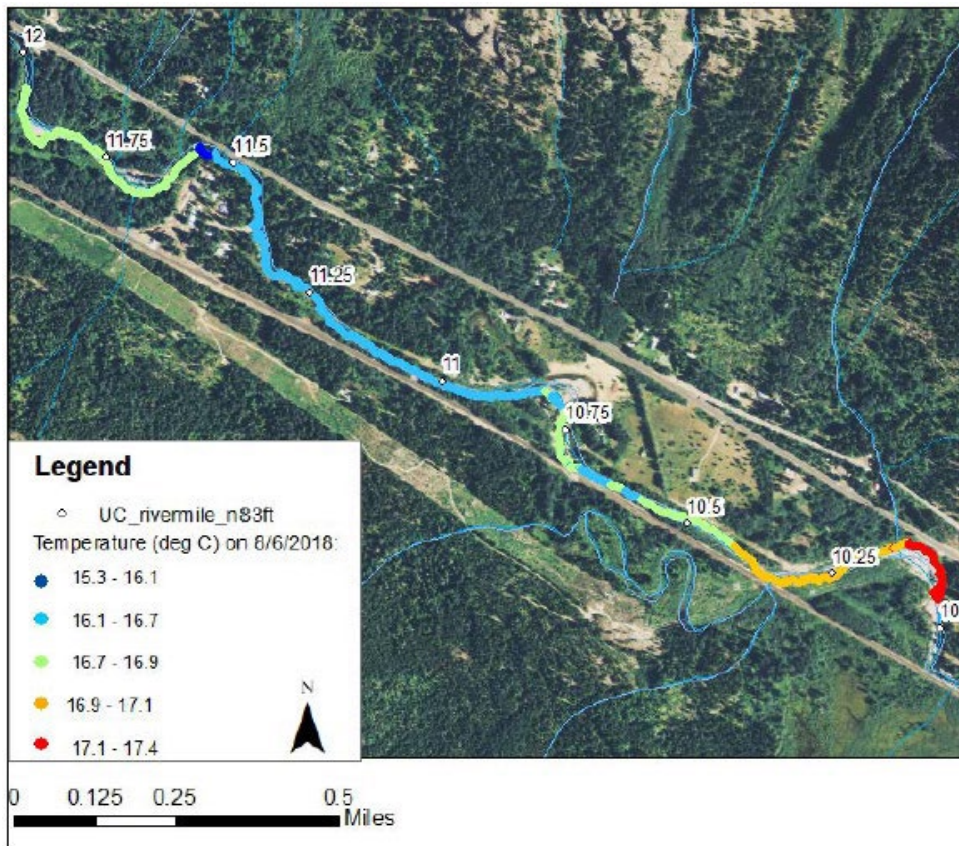 12
11.75
11.5
11.25
11
10.75
10.5
10.25
10
Legend
UC_rivermile_n83ft
Temperature (deg C) on 8/6/2018:
15.3 - 16.1
16.1 - 16.7
16.7 - 16.9
16.9 - 17.1
17.1 - 17.4
N
0 0.125 0.25 0.5
Miles